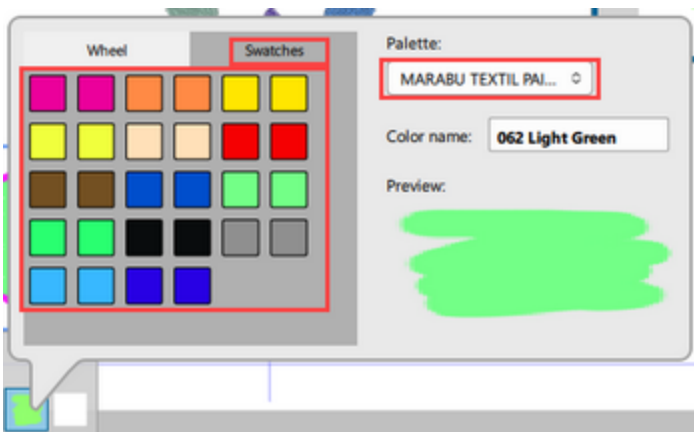 Wheel
Swatches
Palette:
MARABU TEXTIL PAI...
Color name:
062 Light Green
Preview: